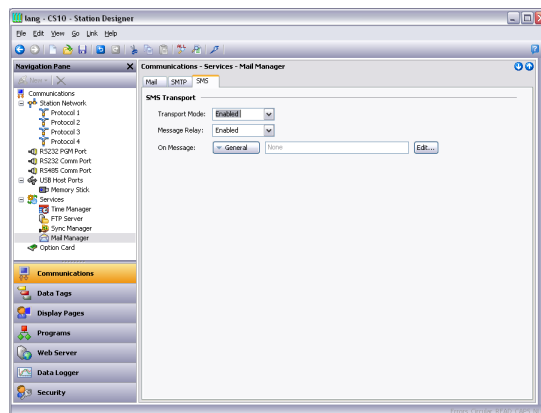 lang - CS10 - Station Designer
File Edit View Go Link Help
Navigation Pane
New
Communications
Station Network
Protocol 1
Protocol 2
Protocol 3
Protocol 4
RS232 PGM Port
RS232 Comm Port
RS485 Comm Port
USB Host Ports
Memory Stick
Services
Time Manager
FTP Server
Sync Manager
Mail Manager
Option Card
Communications
Data Tags
Display Pages
Programs
Web Server
Data Logger
Security
Communications - Services - Mail Manager
Mail SMTP SMS
SMS Transport
Transport Mode: Enabled
Message Relay: Enabled
On Message: General None Edit...